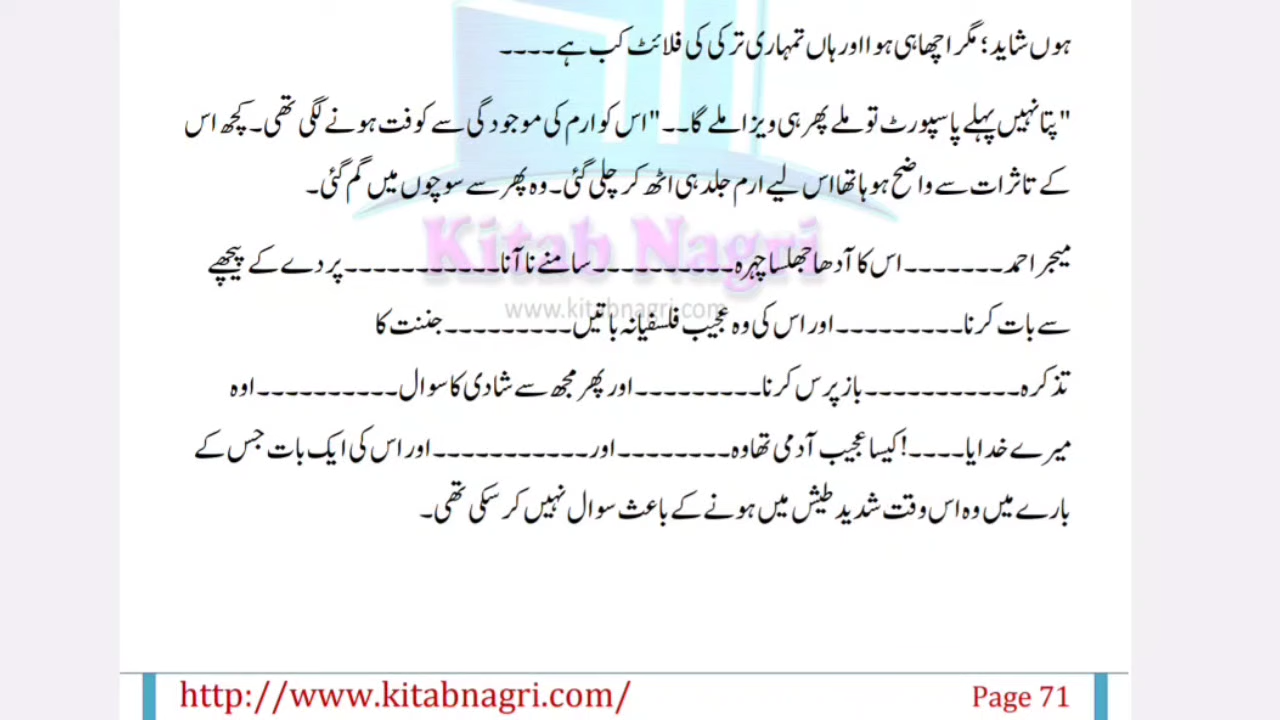 ہوں شاید؛ مگر اچھا ہی ہوا اور ہاں تمہاری ترکی کی فلائٹ کب ہے۔۔۔۔
"پتا نہیں پہلے پاسپورٹ تو ملے پھر ہی ویزا ملے گا۔۔" اس کو ارم کی موجودگی سے کوفت ہونے لگی تھی۔ کچھ اس
کے تاثرات سے واضح ہو ہا تھا اس لیے ارم جلد ہی اٹھ کر چلی گئی۔ وہ پھر سے سوچوں میں گم گئی۔
Kitab Nagri
میجر احمد۔۔۔۔۔۔۔اس کا آدھا جھلسا چہرہ۔۔۔۔۔۔۔۔۔۔سامنے نا آنا۔۔۔۔۔۔۔۔۔۔۔پردے کے پیچھے
www.kitabnagri.com
سے بات کرنا۔۔۔۔۔۔۔۔۔اور اس کی وہ عجیب فلسفیانہ باتیں۔۔۔۔۔۔۔۔۔جننت کا
تذکرہ۔۔۔۔۔۔۔۔۔۔۔باز پرس کرنا۔۔۔۔۔۔۔۔۔اور پھر مجھ سے شادی کا سوال۔۔۔۔۔۔۔۔۔۔اوہ
میرے خدایا۔۔۔۔! کیسا عجیب آدمی تھا وہ۔۔۔۔۔۔۔۔اور۔۔۔۔۔۔۔۔۔۔۔اور اس کی ایک بات جس کے
بارے میں وہ اس وقت شدید طیش میں ہونے کے باعث سوال نہیں کر سکی تھی۔
http://www.kitabnagri.com/ Page 71